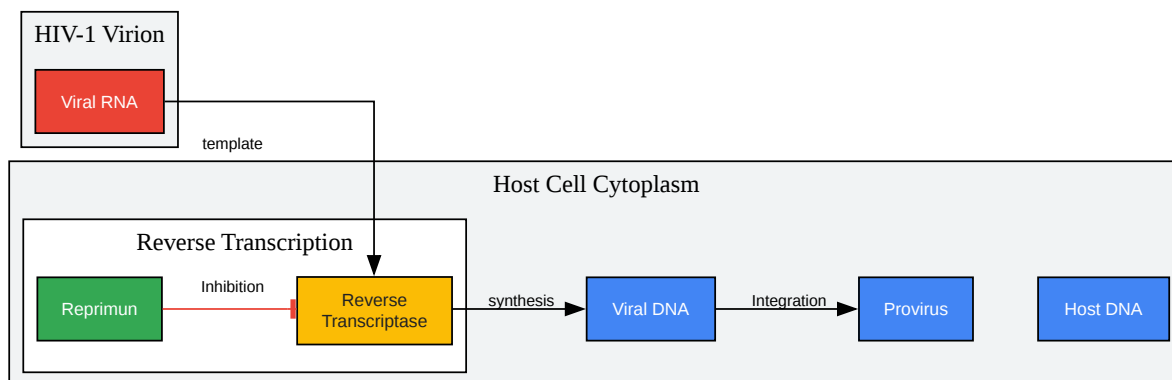 HIV-1 Virion
Viral RNA
template
Host Cell Cytoplasm
Reverse Transcription
Reprimun
Inhibition
Reverse
Transcriptase
synthesis
Viral DNA
Integration
Provirus
Host DNA